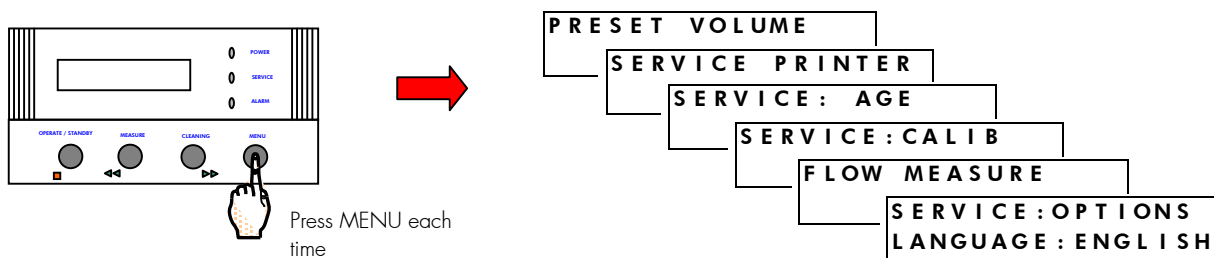 POWER
SERVICE
ALARM
OPERATE / STANDBY MEASURE CLEANING MENU
Press MENU each
time
PRESET VOLUME
SERVICE PRINTER
SERVICE: AGE
SERVICE:CALIB
FLOW MEASURE
SERVICE:OPTIONS
LANGUAGE:ENGLISH